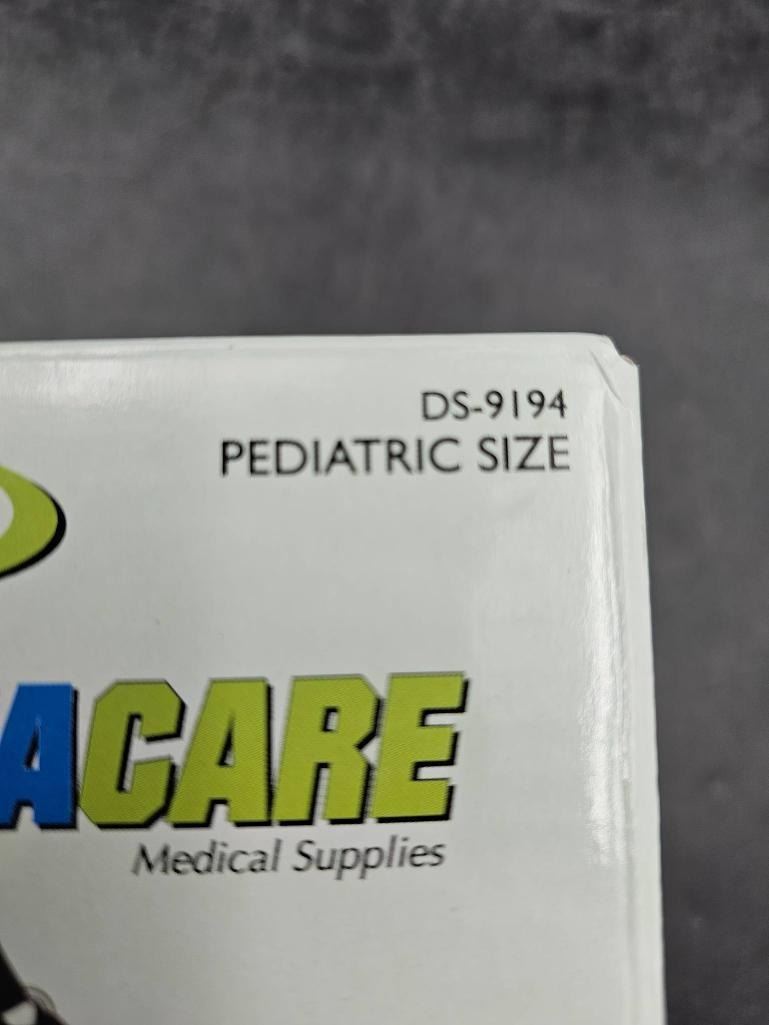 DS-9194
PEDIATRIC SIZE
ACARE
Medical Supplies